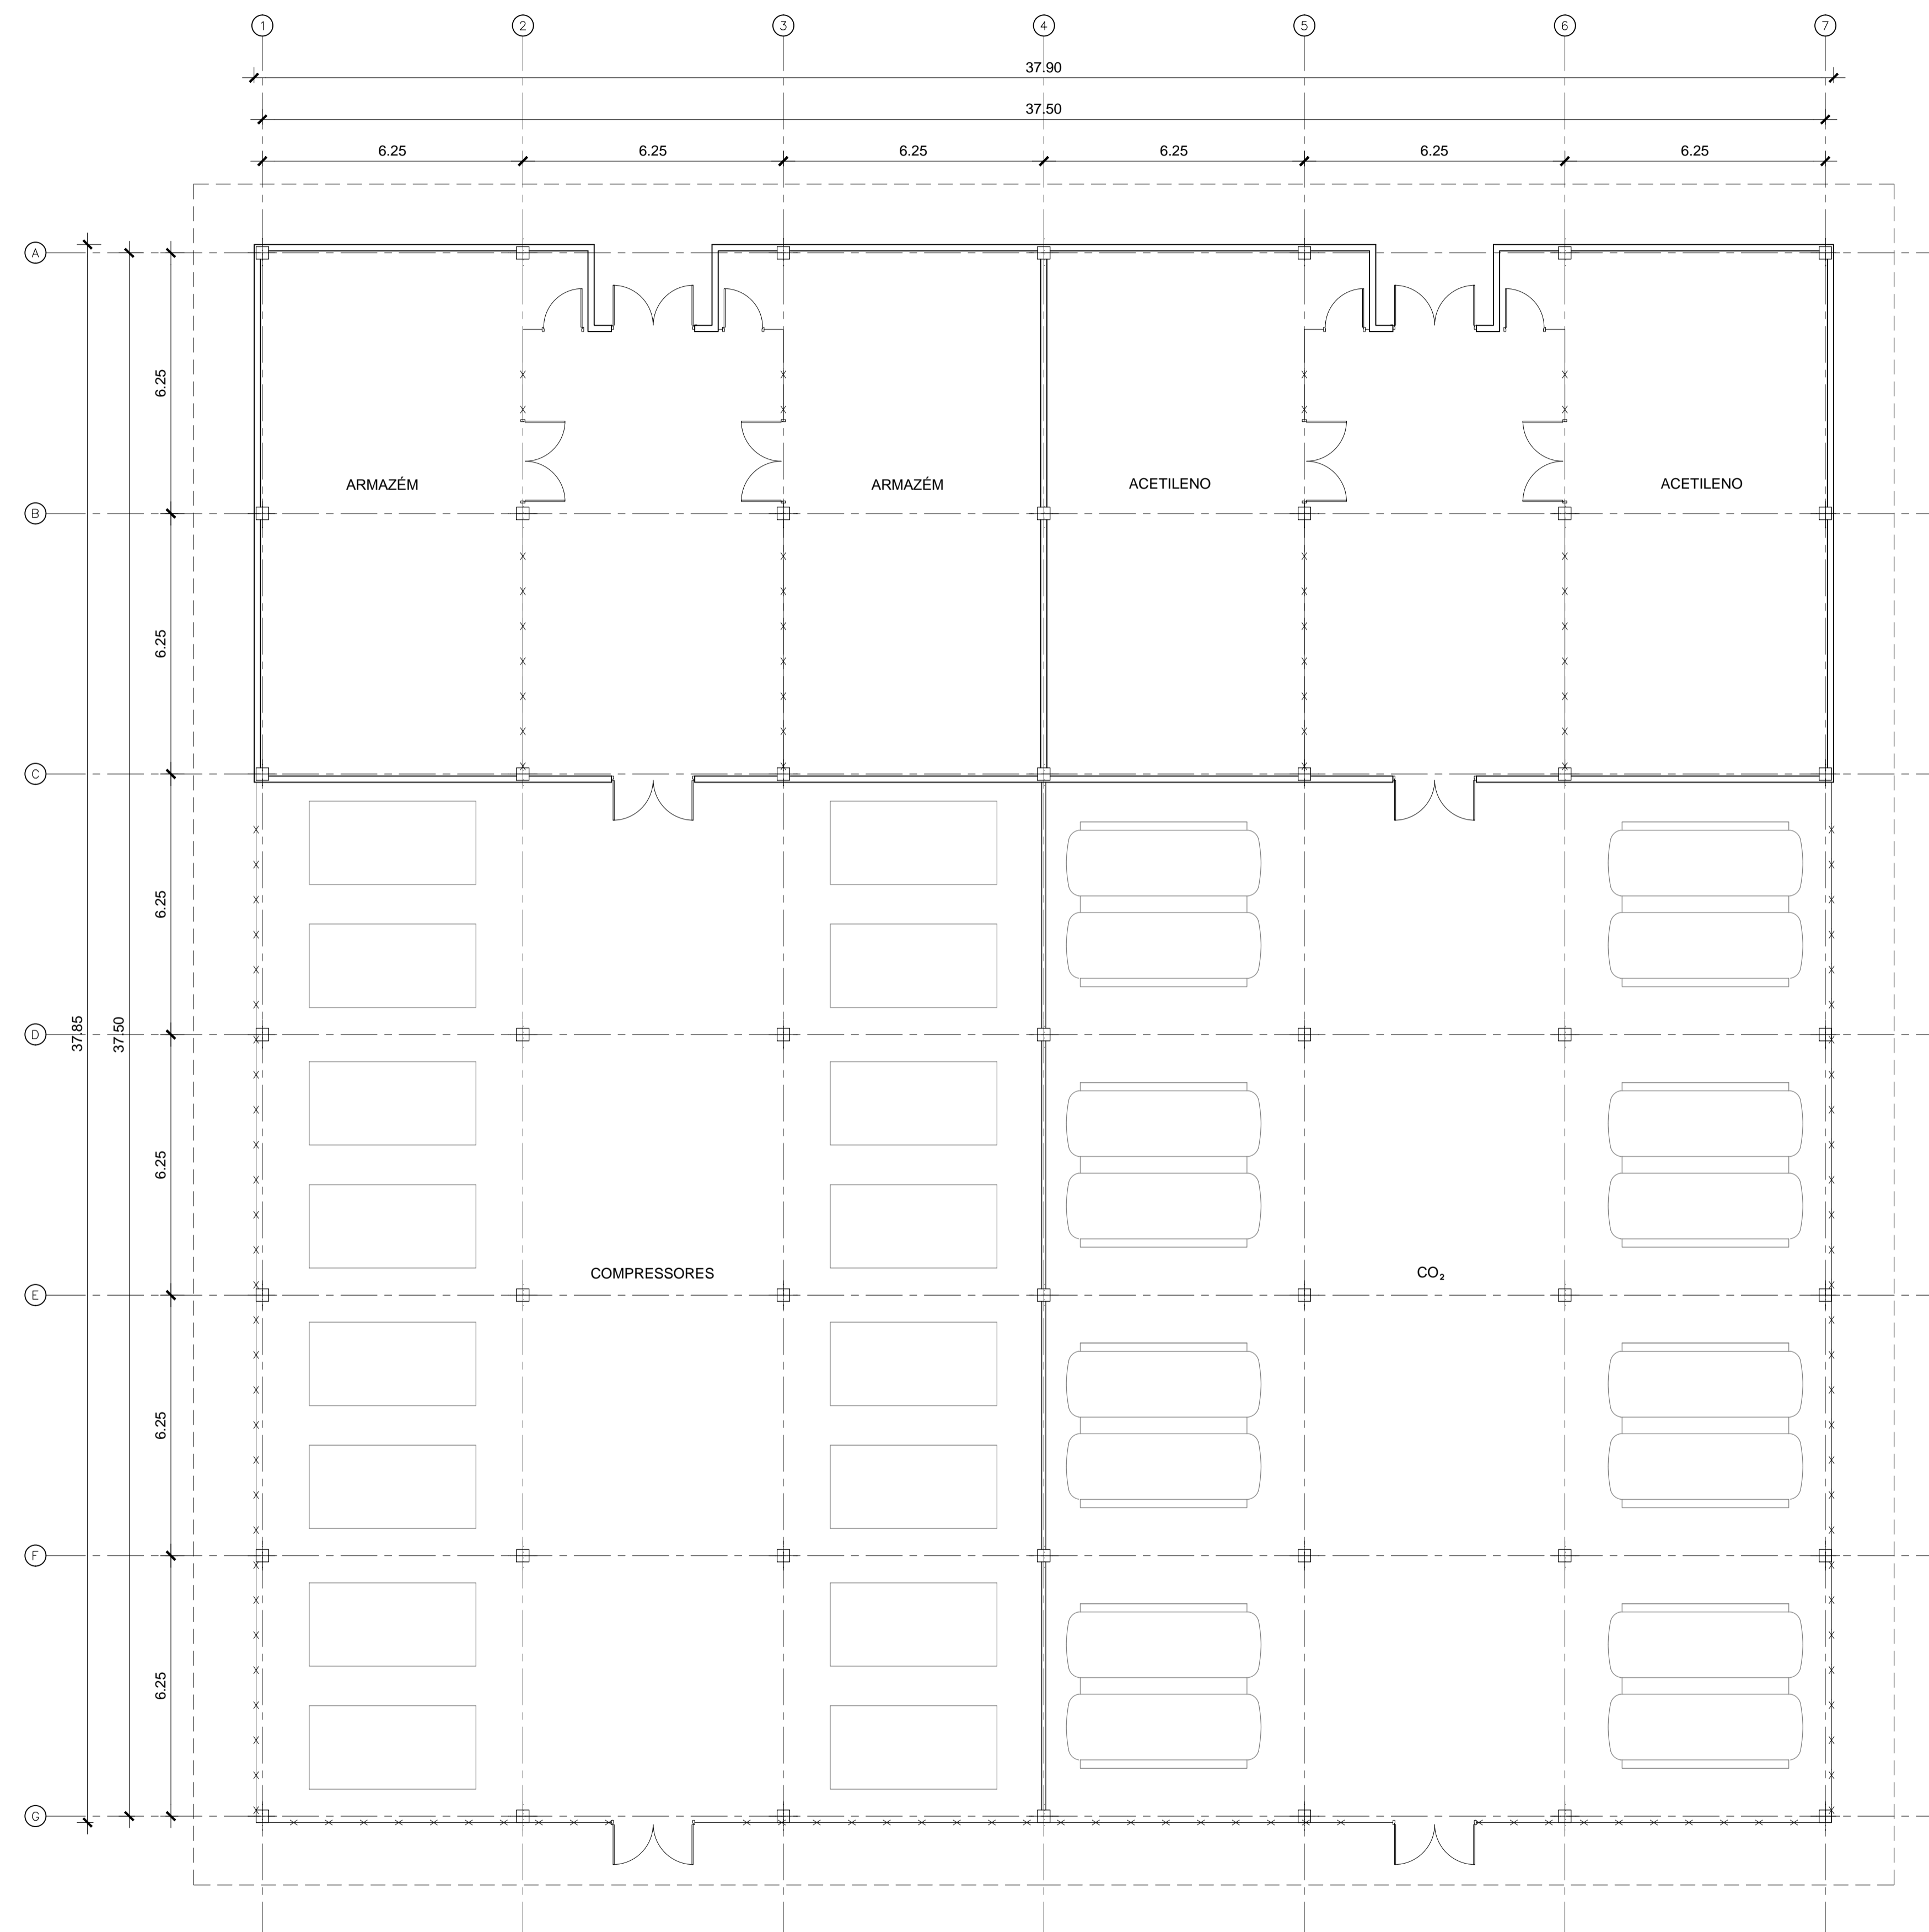 1 2 3 4 5 6 7
37.90
37.50
6.25 6.25 6.25 6.25 6.25 6.25
A
6.25
ARMAZÉM ARMAZÉM ACETILENO ACETILENO
B
6.25
C
6.25
D
37.85
37.50
6.25
COMPRESSORES CO₂
E
6.25
F
6.25
G